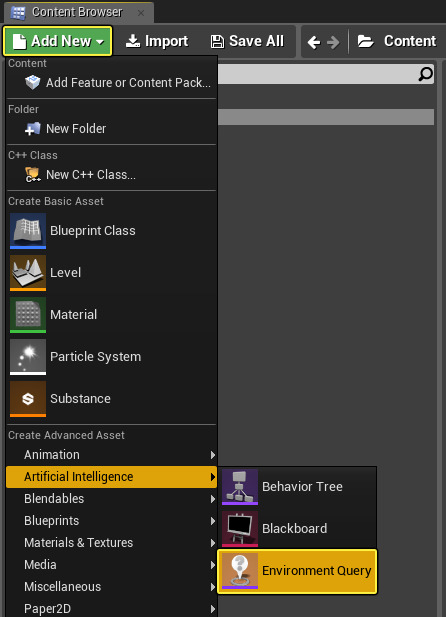 Content Browser
Add New
Import
Save All
Content
Content
Add Feature or Content Pack...
Folder
New Folder
C++ Class
New C++ Class...
Create Basic Asset
Blueprint Class
Level
Material
Particle System
Substance
Create Advanced Asset
Animation
Artificial Intelligence
Blendables
Blueprints
Materials & Textures
Media
Miscellaneous
Paper2D
Behavior Tree
Blackboard
Environment Query